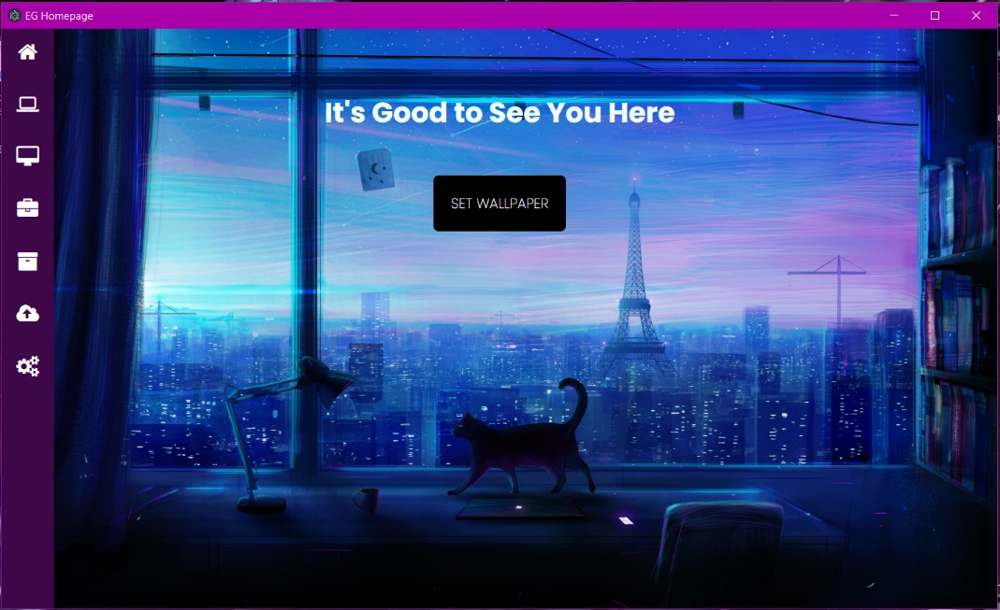 EG Homepage
It's Good to See You Here
SET WALLPAPER